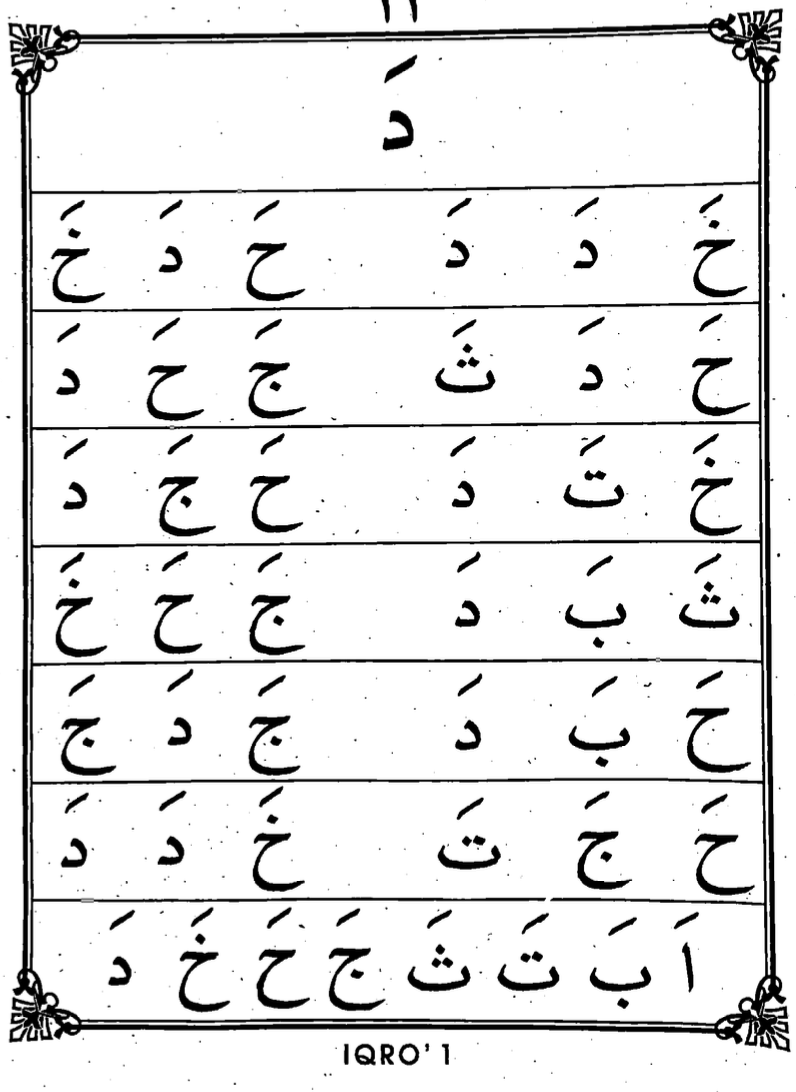 ١١
دَ
خَ دَ دَ حَ دَ خَ
حَ دَ ثَ جَ حَ دَ
خَ تَ دَ حَ جَ دَ
ثَ بَ دَ جَ حَ خَ
حَ بَ دَ جَ دَ جَ
حَ جَ تَ خَ دَ دَ
اَ بَ تَ ثَ جَ حَ خَ دَ
IQRO' 1